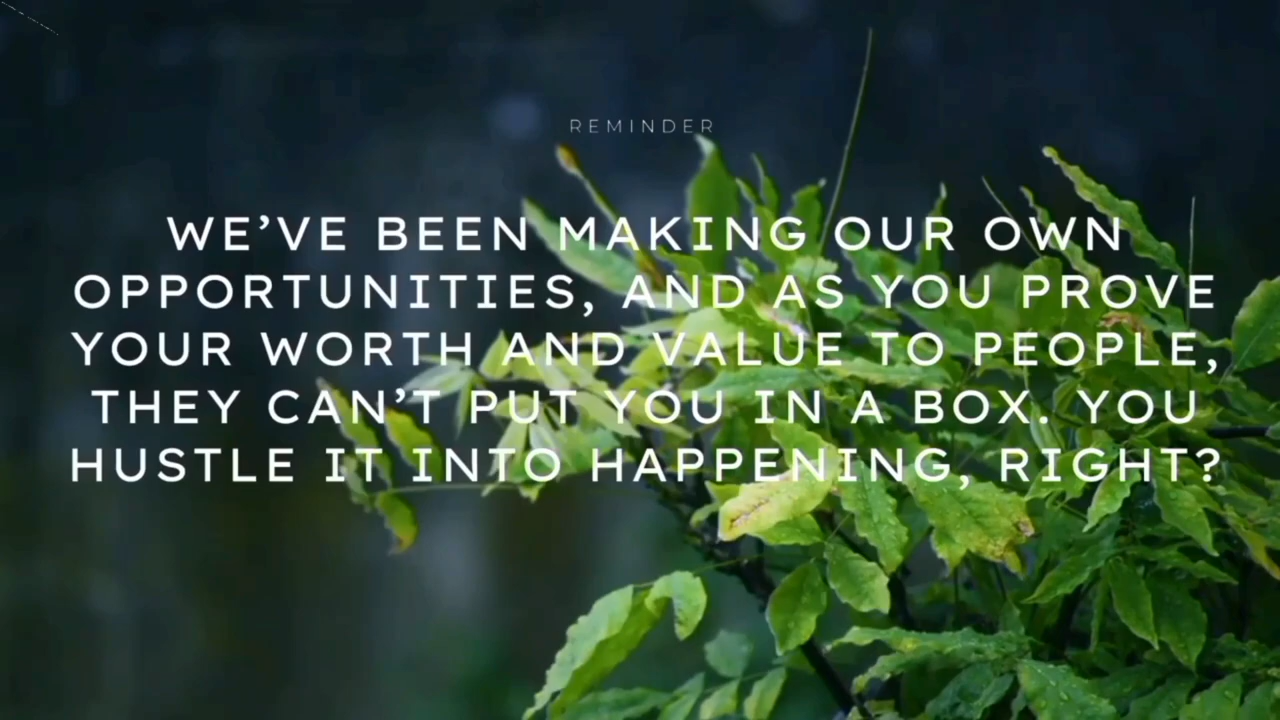 REMINDER
WE’VE BEEN MAKING OUR OWN
OPPORTUNITIES, AND AS YOU PROVE
YOUR WORTH AND VALUE TO PEOPLE,
THEY CAN’T PUT YOU IN A BOX. YOU
HUSTLE IT INTO HAPPENING, RIGHT?